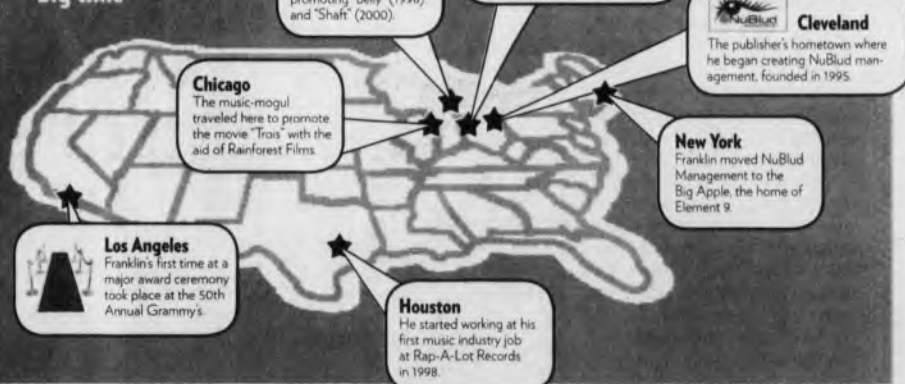 Big time
promoting "Belly" (1998)
and "Shaft" (2000).
NuBlud
Cleveland
The publisher's hometown where
he began creating NuBlud man-
agement, founded in 1995.
Chicago
The music-mogul
traveled here to promote
the movie "Trois" with the
aid of Rainforest Films.
New York
Franklin moved NuBlud
Management to the
Big Apple, the home of
Element 9.
Los Angeles
Franklin's first time at a
major award ceremony
took place at the 50th
Annual Grammy's.
Houston
He started working at his
first music industry job
at Rap-A-Lot Records
in 1998.